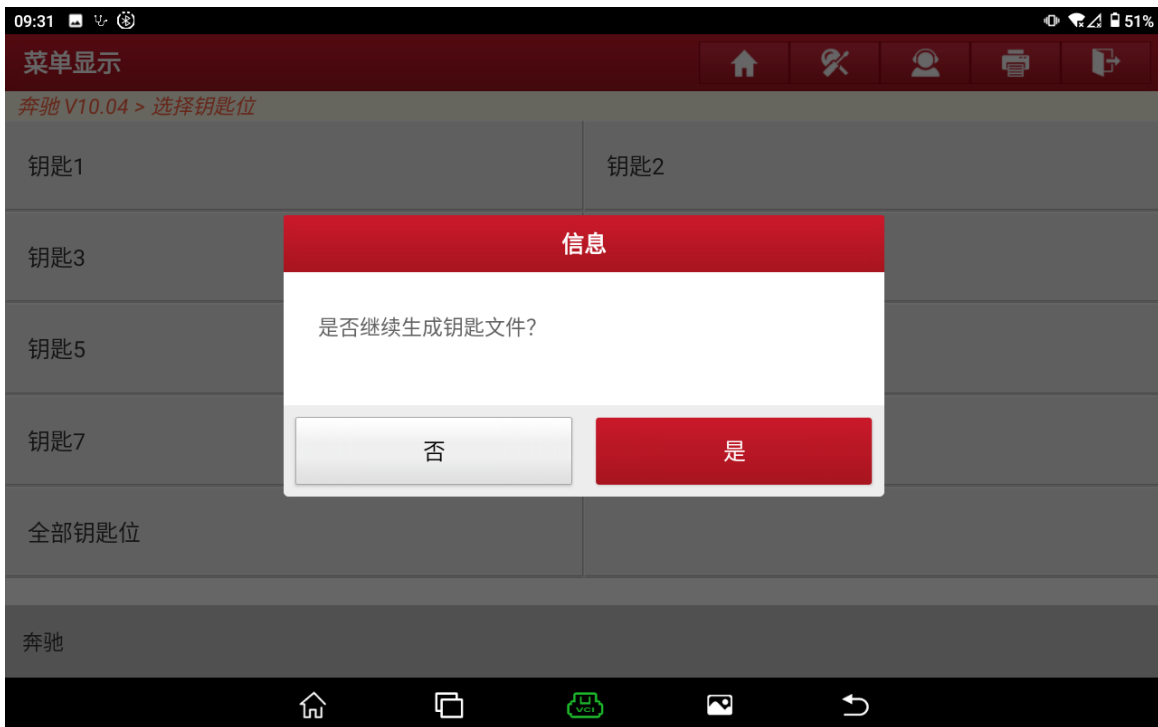 09:31
51%
菜单显示
奔驰 V10.04 > 选择钥匙位
钥匙1
钥匙2
钥匙3
信息
是否继续生成钥匙文件?
钥匙5
钥匙7
否
是
全部钥匙位
奔驰
VCI